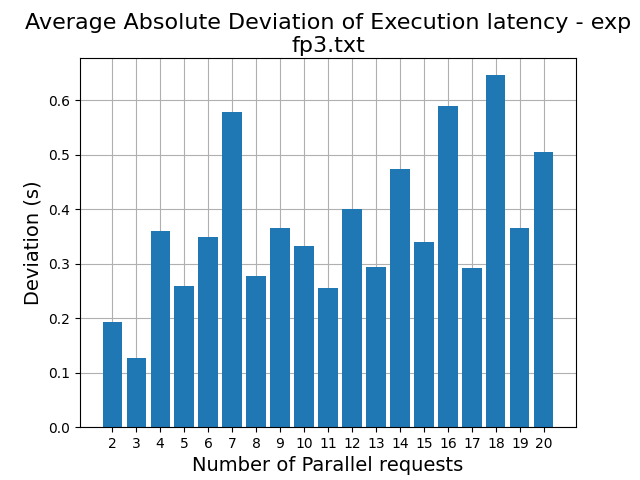 Average Absolute Deviation of Execution latency - exp
fp3.txt
Deviation (s)
0.6
0.5
0.4
0.3
0.2
0.1
0.0
2 3 4 5 6 7 8 9 10 11 12 13 14 15 16 17 18 19 20
Number of Parallel requests